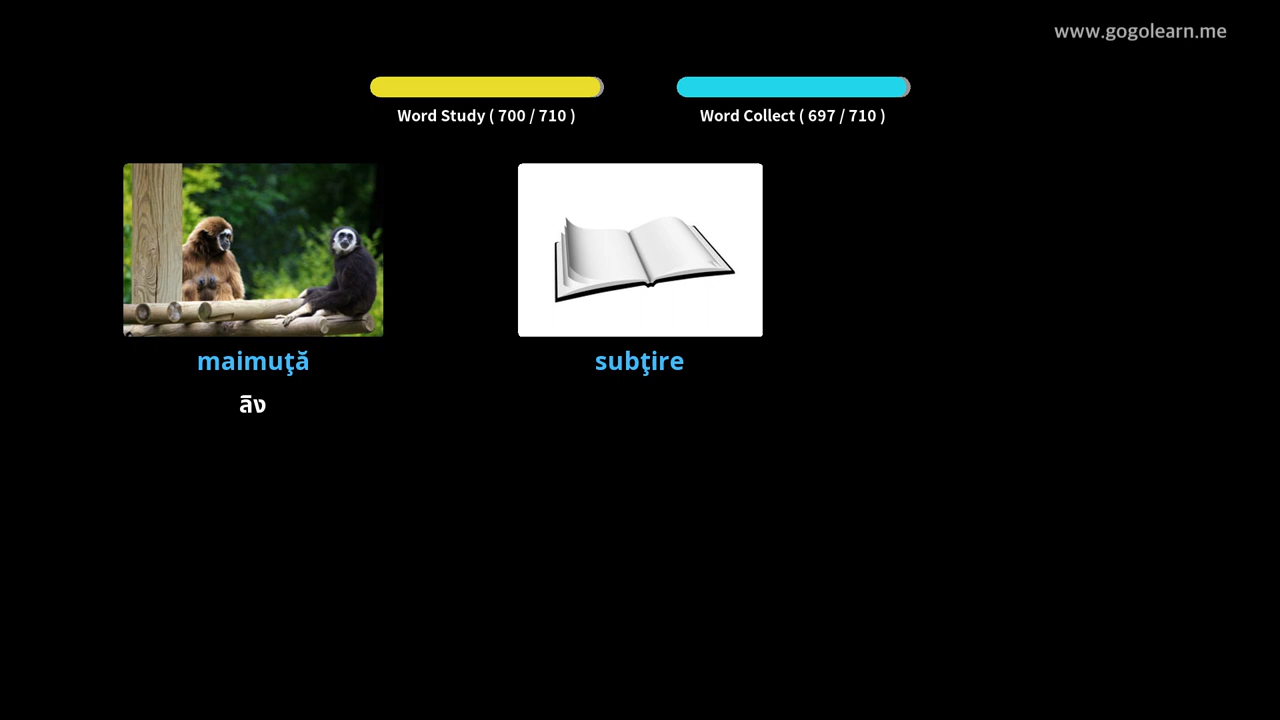 www.gogolearn.me
Word Study ( 700 / 710 )
Word Collect ( 697 / 710 )
maimuţă
subţire
ลิง